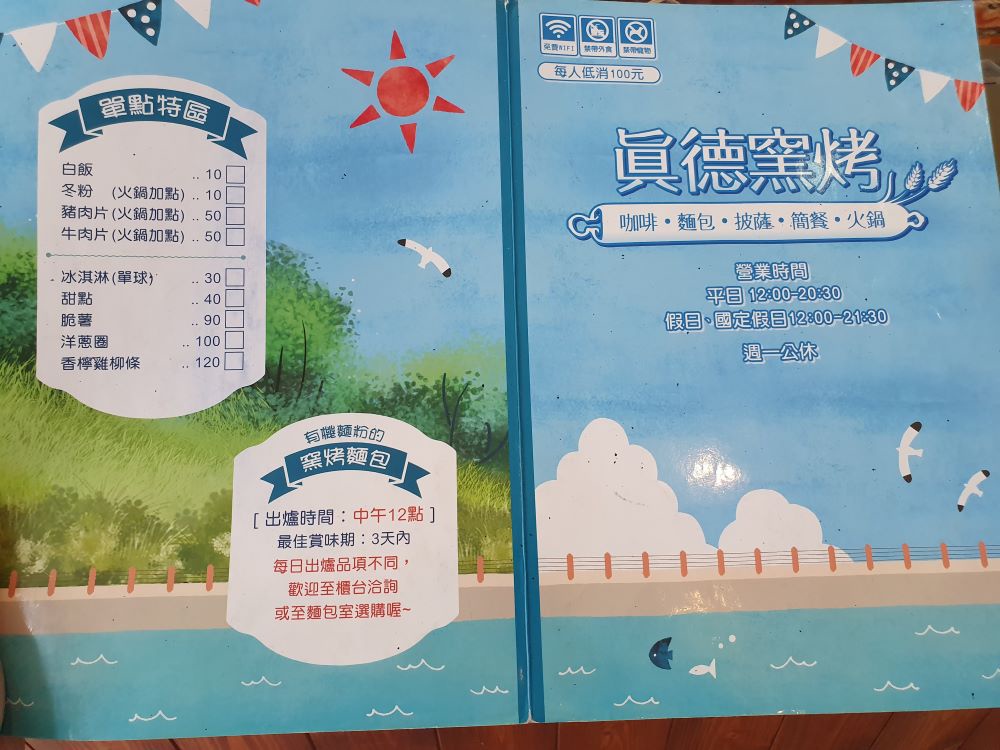 單點特區
白飯 .. 10
冬粉 (火鍋加點) .. 10
豬肉片(火鍋加點) .. 50
牛肉片(火鍋加點) .. 50
冰淇淋(單球) .. 30
甜點 .. 40
脆薯 .. 90
洋蔥圈 .. 100
香檸雞柳條 .. 120
有機麵粉的
窯烤麵包
[ 出爐時間：中午12點 ]
最佳賞味期：3天內
每日出爐品項不同，
歡迎至櫃台洽詢
或至麵包室選購喔~
免費WIFI 禁帶外食 禁帶寵物
每人低消100元
真德窯烤
咖啡・麵包・披薩・簡餐・火鍋
營業時間
平日 12:00-20:30
假日、國定假日12:00-21:30
週一公休